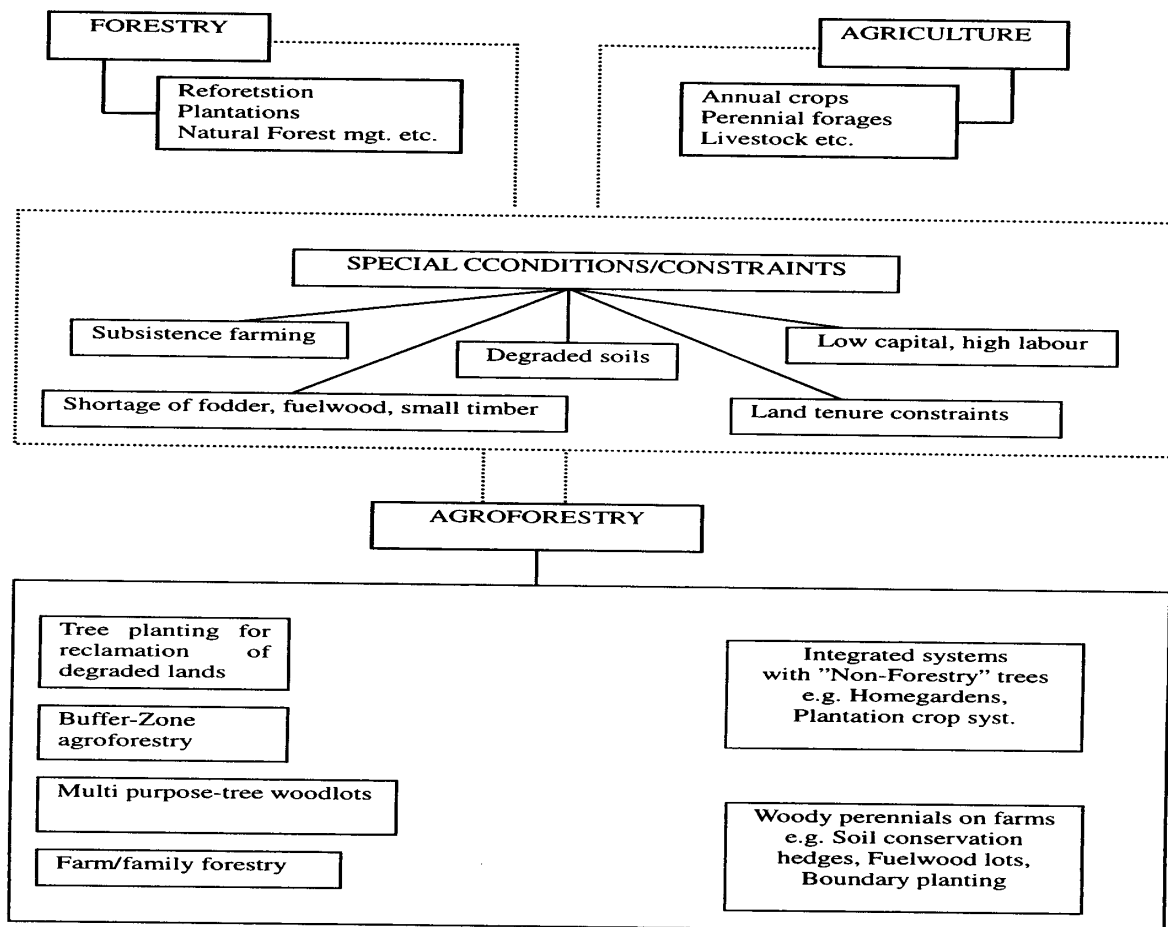 FORESTRY
AGRICULTURE
Reforetstion
Plantations
Natural Forest mgt. etc.
Annual crops
Perennial forages
Livestock etc.
SPECIAL CCONDITIONS/CONSTRAINTS
Subsistence farming
Degraded soils
Low capital, high labour
Shortage of fodder, fuelwood, small timber
Land tenure constraints
AGROFORESTRY
Tree planting for
reclamation of
degraded lands
Buffer-Zone
agroforestry
Multi purpose-tree woodlots
Farm/family forestry
Integrated systems
with ”Non-Forestry” trees
e.g. Homegardens,
Plantation crop syst.
Woody perennials on farms
e.g. Soil conservation
hedges, Fuelwood lots,
Boundary planting